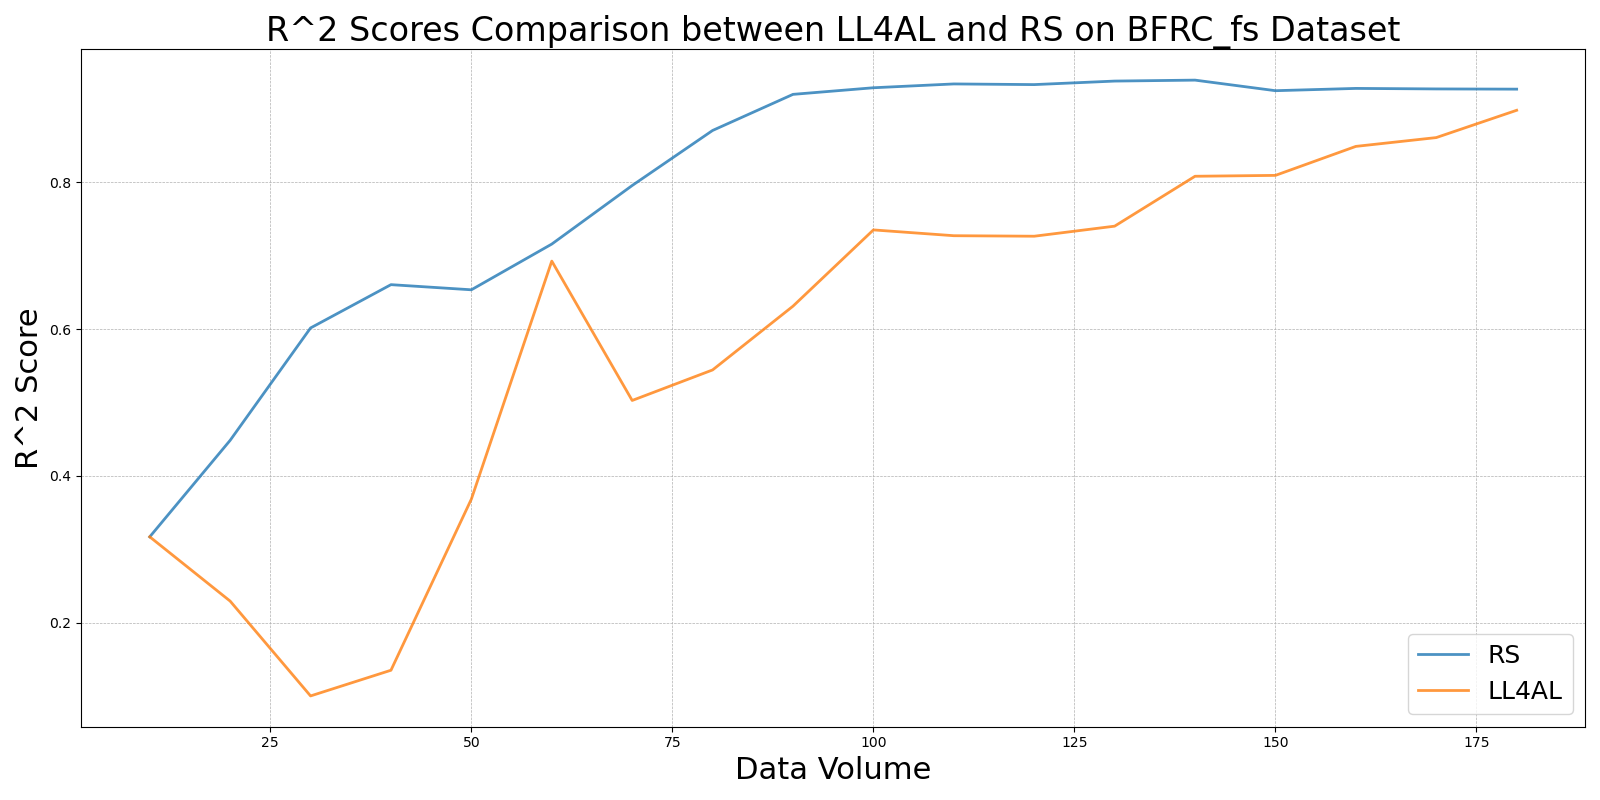 R^2 Scores Comparison between LL4AL and RS on BFRC_fs Dataset
R^2 Score
0.8
0.6
0.4
0.2
25 50 75 100 125 150 175
Data Volume
RS
LL4AL